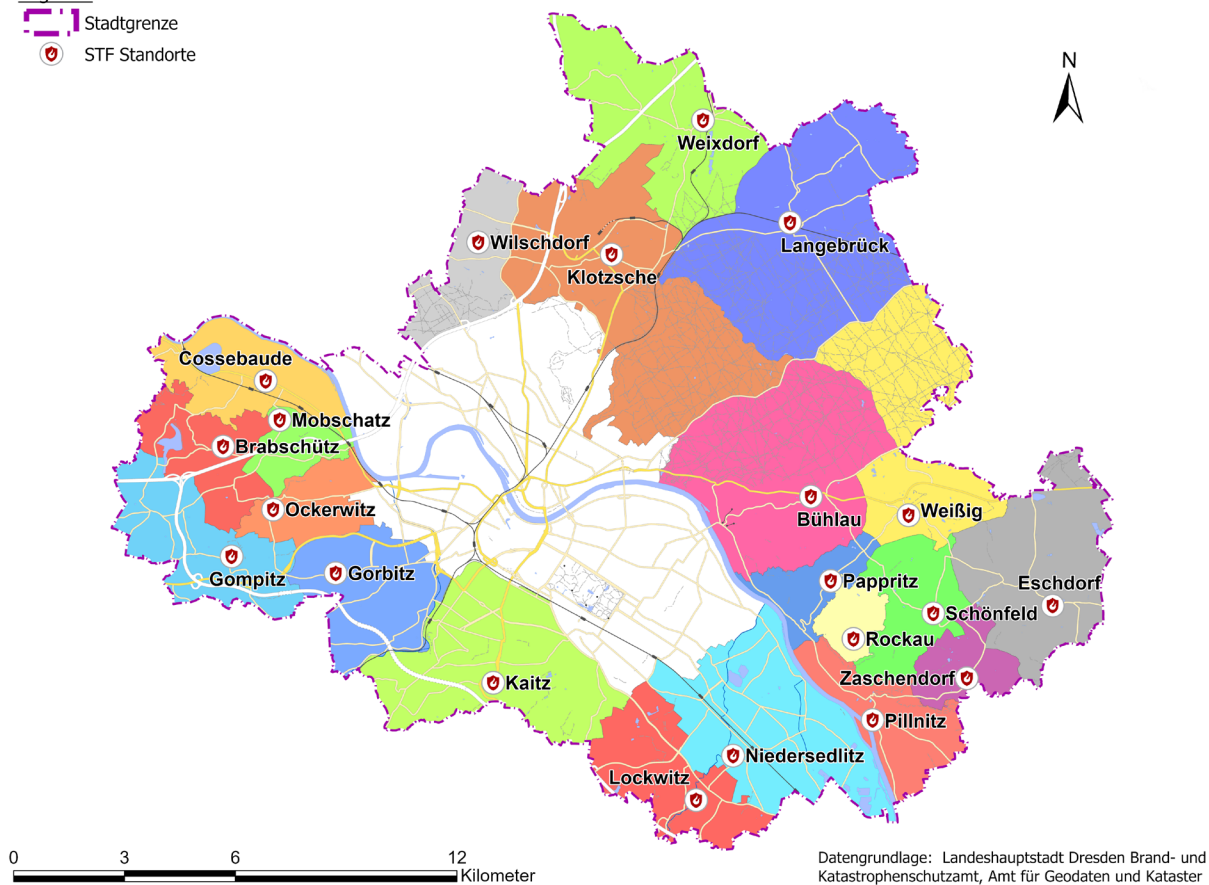 Stadtgrenze
STF Standorte
N
Weixdorf
Wilschdorf
Langebrück
Klotzsche
Cossebaude
Mobschatz
Brabschütz
Ockerwitz
Bühlau
Weißig
Gompitz
Gorbitz
Pappritz
Eschdorf
Schönfeld
Rockau
Zaschendorf
Kaitz
Pillnitz
Niedersedlitz
Lockwitz
0 3 6 12
Kilometer
Datengrundlage: Landeshauptstadt Dresden Brand- und
Katastrophenschutzamt, Amt für Geodaten und Kataster